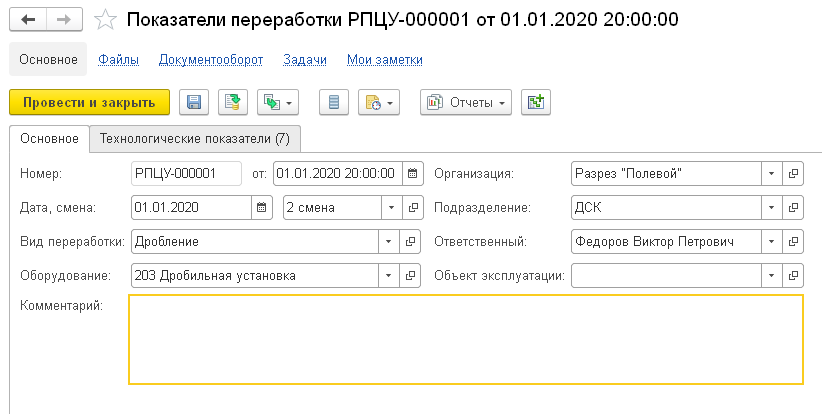 Показатели переработки РПЦУ-000001 от 01.01.2020 20:00:00
Основное Файлы Документооборот Задачи Мои заметки
Провести и закрыть Отчеты
Основное Технологические показатели (7)
Номер: РПЦУ-000001 от: 01.01.2020 20:00:00 Организация: Разрез "Полевой"
Дата, смена: 01.01.2020 2 смена Подразделение: ДСК
Вид переработки: Дробление Ответственный: Федоров Виктор Петрович
Оборудование: 203 Дробильная установка Объект эксплуатации:
Комментарий: